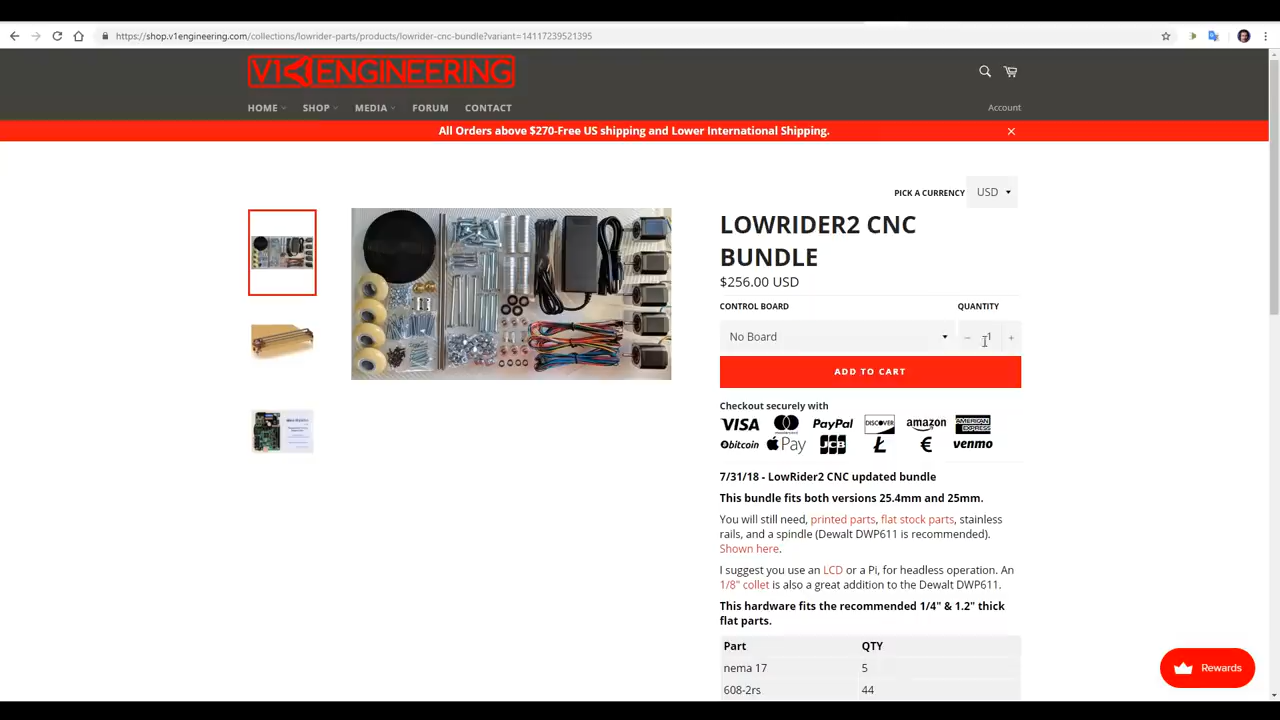 https://shop.v1engineering.com/collections/lowrider-parts/products/lowrider-cnc-bundle?variant=14117239521395
V1 ENGINEERING
HOME SHOP MEDIA FORUM CONTACT
Account
All Orders above $270-Free US shipping and Lower International Shipping.
PICK A CURRENCY USD
LOWRIDER2 CNC
BUNDLE
$256.00 USD
CONTROL BOARD QUANTITY
No Board − 1 +
ADD TO CART
Checkout securely with
VISA mastercard PayPal DISCOVER amazon AMERICAN EXPRESS
bitcoin Apple Pay JCB Ł € venmo
7/31/18 - LowRider2 CNC updated bundle
This bundle fits both versions 25.4mm and 25mm.
You will still need, printed parts, flat stock parts, stainless
rails, and a spindle (Dewalt DWP611 is recommended).
Shown here.
I suggest you use an LCD or a Pi, for headless operation. An
1/8" collet is also a great addition to the Dewalt DWP611.
This hardware fits the recommended 1/4" & 1.2" thick
flat parts.
Part QTY
nema 17 5
608-2rs 44
Rewards